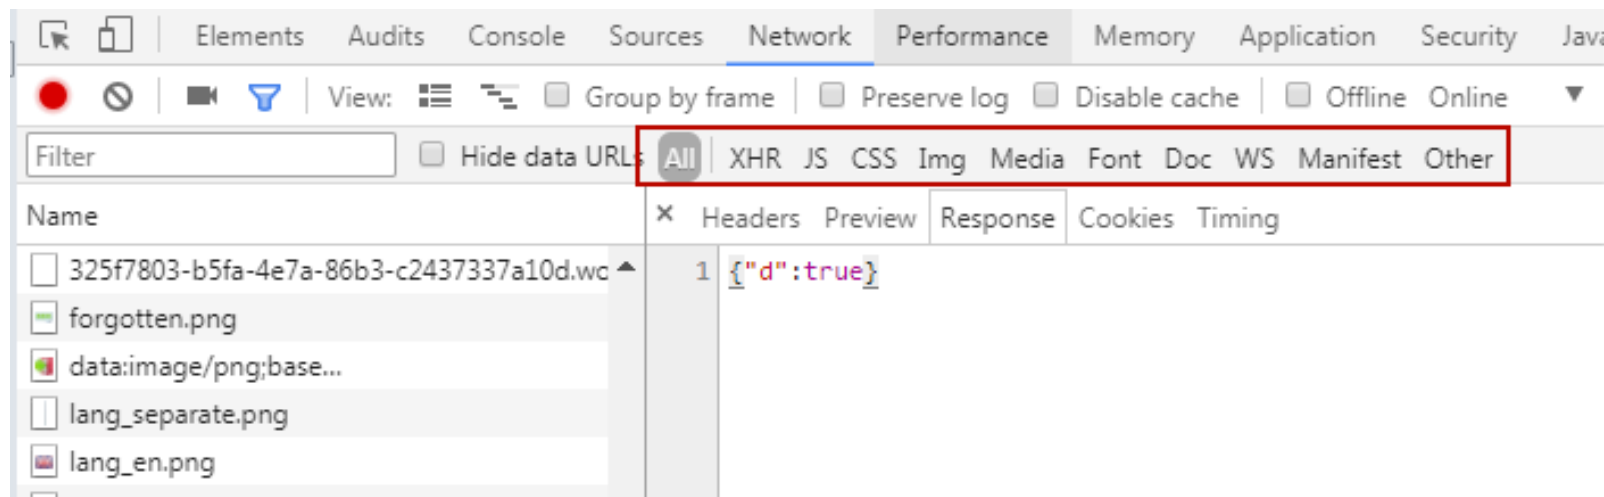 Elements Audits Console Sources Network Performance Memory Application Security Java
View: Group by frame Preserve log Disable cache Offline Online
Filter Hide data URLs All XHR JS CSS Img Media Font Doc WS Manifest Other
Name
× Headers Preview Response Cookies Timing
325f7803-b5fa-4e7a-86b3-c2437337a10d.wo
1 {"d":true}
forgotten.png
data:image/png;base...
lang_separate.png
lang_en.png